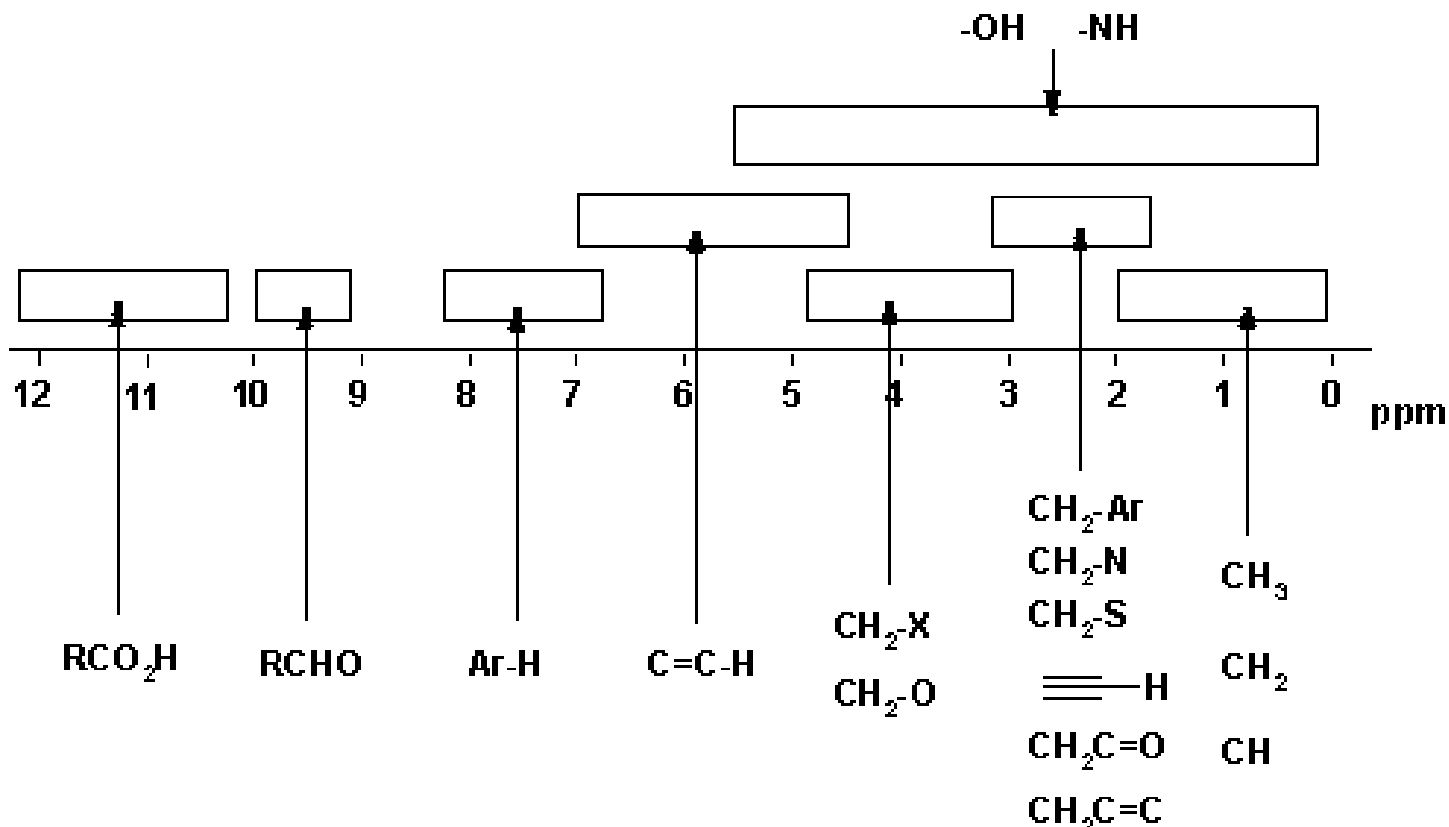 -OH -NH
12 11 10 9 8 7 6 5 4 3 2 1 0 ppm
RCO₂H
RCHO
Ar-H
C=C-H
CH₂-X
CH₂-O
CH₂-Ar
CH₂-N
CH₂-S
≡—H
CH₂C=O
CH₂C=C
CH₃
CH₂
CH